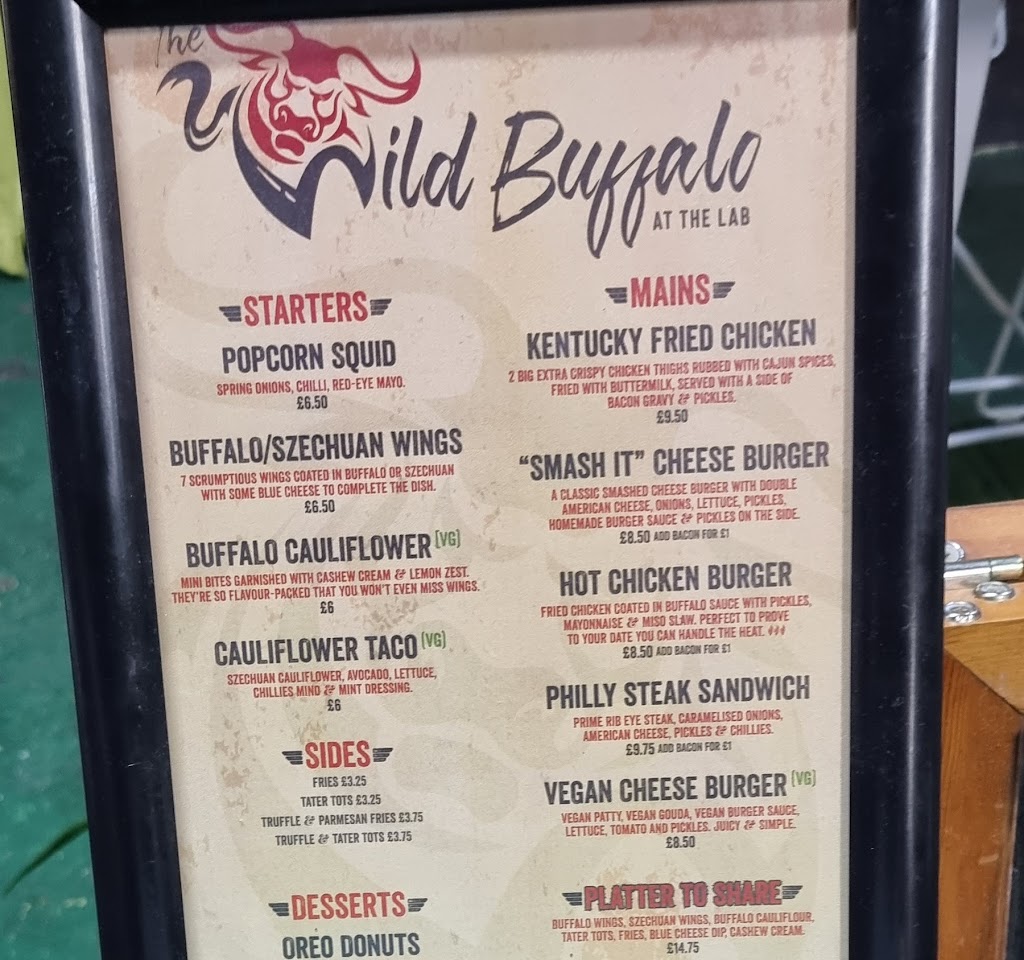 The
Wild Buffalo
AT THE LAB
STARTERS
POPCORN SQUID
SPRING ONIONS, CHILLI, RED-EYE MAYO.
£6.50
BUFFALO/SZECHUAN WINGS
7 SCRUMPTIOUS WINGS COATED IN BUFFALO OR SZECHUAN
WITH SOME BLUE CHEESE TO COMPLETE THE DISH.
£6.50
BUFFALO CAULIFLOWER (VG)
MINI BITES GARNISHED WITH CASHEW CREAM & LEMON ZEST.
THEY'RE SO FLAVOUR-PACKED THAT YOU WON'T EVEN MISS WINGS.
£6
CAULIFLOWER TACO (VG)
SZECHUAN CAULIFLOWER, AVOCADO, LETTUCE,
CHILLIES MIND & MINT DRESSING.
£6
SIDES
FRIES £3.25
TATER TOTS £3.25
TRUFFLE & PARMESAN FRIES £3.75
TRUFFLE & TATER TOTS £3.75
DESSERTS
OREO DONUTS
MAINS
KENTUCKY FRIED CHICKEN
2 BIG EXTRA CRISPY CHICKEN THIGHS RUBBED WITH CAJUN SPICES,
FRIED WITH BUTTERMILK, SERVED WITH A SIDE OF
BACON GRAVY & PICKLES.
£9.50
“SMASH IT” CHEESE BURGER
A CLASSIC SMASHED CHEESE BURGER WITH DOUBLE
AMERICAN CHEESE, ONIONS, LETTUCE, PICKLES,
HOMEMADE BURGER SAUCE & PICKLES ON THE SIDE.
£8.50 ADD BACON FOR £1
HOT CHICKEN BURGER
FRIED CHICKEN COATED IN BUFFALO SAUCE WITH PICKLES,
MAYONNAISE & MISO SLAW. PERFECT TO PROVE
TO YOUR DATE YOU CAN HANDLE THE HEAT.
£8.50 ADD BACON FOR £1
PHILLY STEAK SANDWICH
PRIME RIB EYE STEAK, CARAMELISED ONIONS,
AMERICAN CHEESE, PICKLES & CHILLIES.
£9.75 ADD BACON FOR £1
VEGAN CHEESE BURGER (VG)
VEGAN PATTY, VEGAN GOUDA, VEGAN BURGER SAUCE,
LETTUCE, TOMATO AND PICKLES. JUICY & SIMPLE.
£8.50
PLATTER TO SHARE
BUFFALO WINGS, SZECHUAN WINGS, BUFFALO CAULIFLOUR,
TATER TOTS, FRIES, BLUE CHEESE DIP, CASHEW CREAM.
£14.75